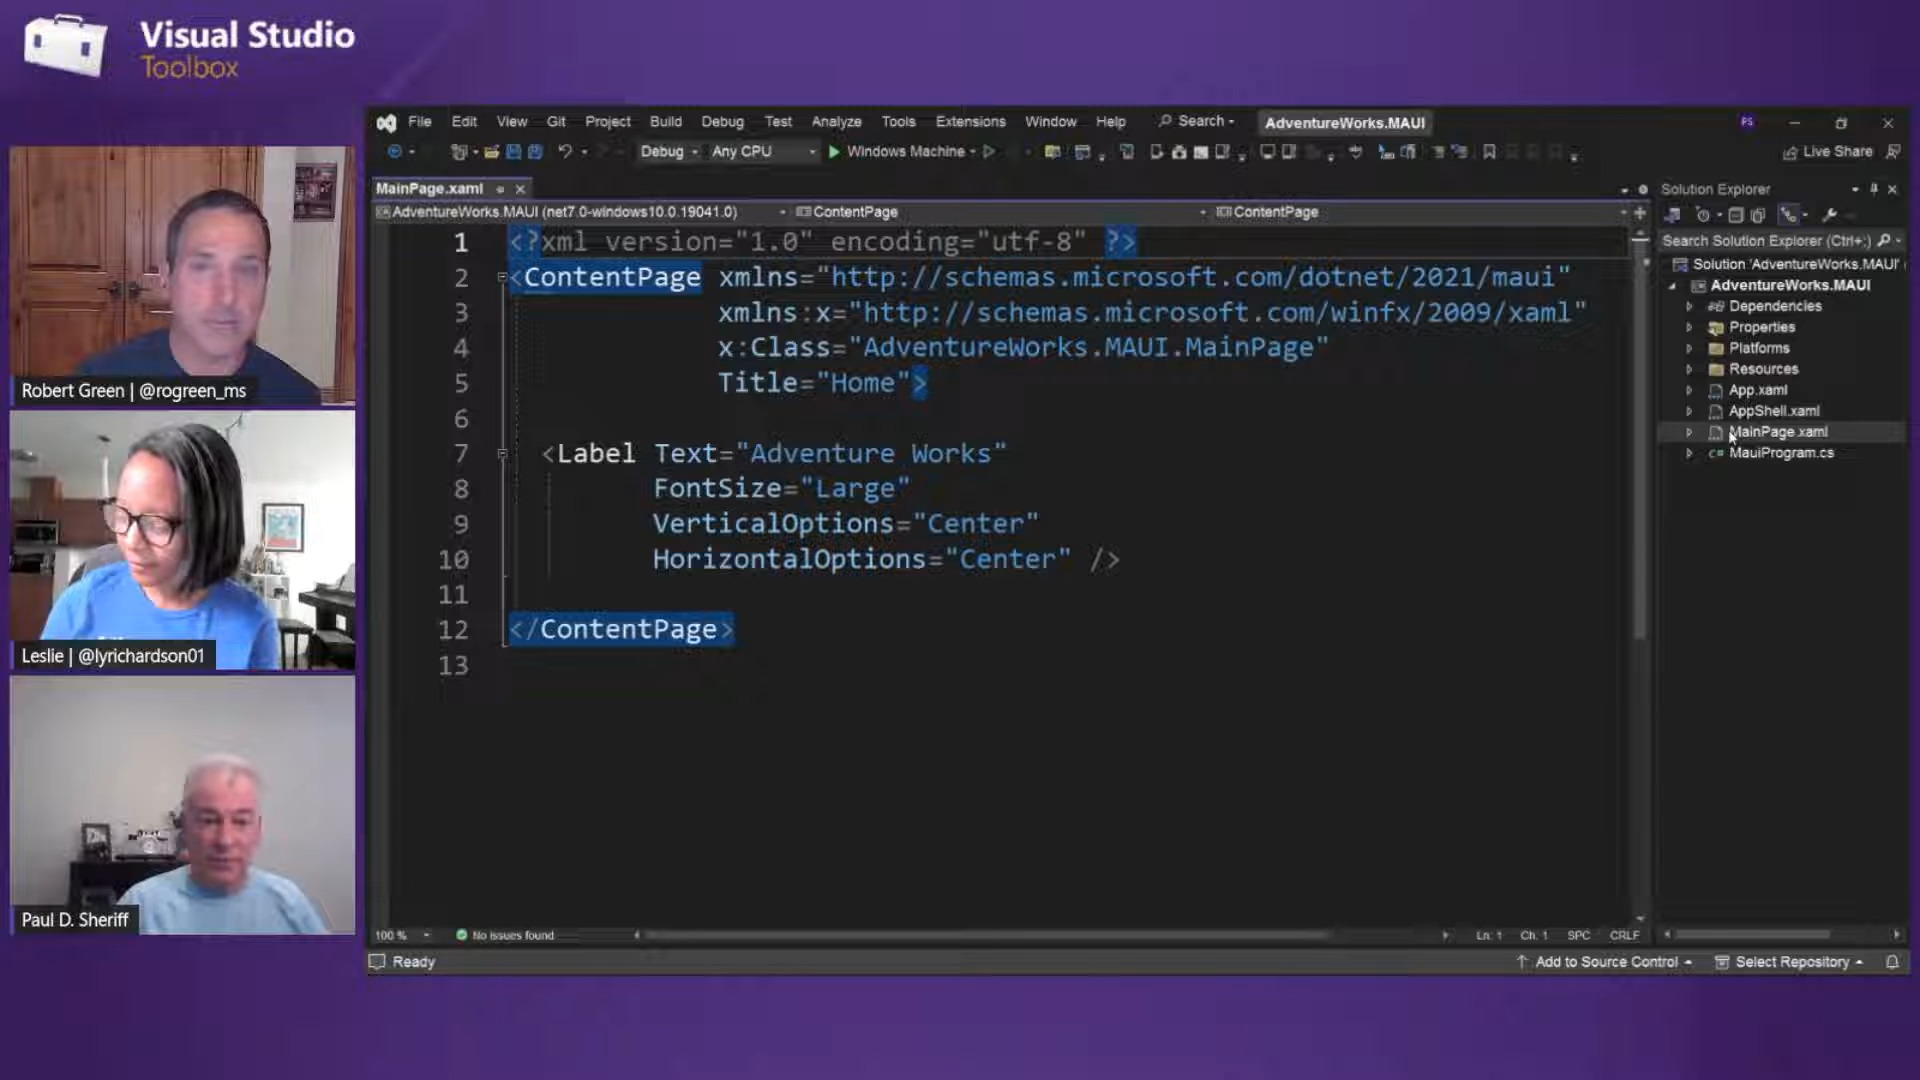 Visual Studio
Toolbox
Robert Green | @rogreen_ms
Leslie | @lyrichardson01
Paul D. Sheriff
File Edit View Git Project Build Debug Test Analyze Tools Extensions Window Help Search AdventureWorks.MAUI PS
Debug Any CPU Windows Machine Live Share
MainPage.xaml
AdventureWorks.MAUI (net7.0-windows10.0.19041.0) ContentPage ContentPage
1 <?xml version="1.0" encoding="utf-8" ?>
2 <ContentPage xmlns="http://schemas.microsoft.com/dotnet/2021/maui"
3 xmlns:x="http://schemas.microsoft.com/winfx/2009/xaml"
4 x:Class="AdventureWorks.MAUI.MainPage"
5 Title="Home">
6
7 <Label Text="Adventure Works"
8 FontSize="Large"
9 VerticalOptions="Center"
10 HorizontalOptions="Center" />
11
12 </ContentPage>
13
100 % No issues found Ln: 1 Ch: 1 SPC CRLF
Solution Explorer
Search Solution Explorer (Ctrl+;)
Solution 'AdventureWorks.MAUI'
AdventureWorks.MAUI
Dependencies
Properties
Platforms
Resources
App.xaml
AppShell.xaml
MainPage.xaml
C# MauiProgram.cs
Ready Add to Source Control Select Repository